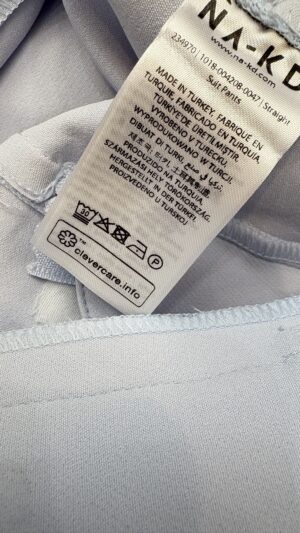 NA-KD
www.na-kd.com
234970 | 1018-004208-0047 | Straight
Suit Pants
MADE IN TURKEY, FABRIQUE EN
TURQUIE, FABRICADO EN TURQUIA,
TÜRKİYE'DE ÜRETİLMİŞTİR,
VYROBENO V TURECKU,
WYPRODUKOWANO W TURCJI,
DIBUAT DI TURKI,
PRODUZIDO NA TURQUIA,
SZÁRMAZÁSI HELY TÖRÖKORSZÁG,
HERGESTELLT IN DER TÜRKEI,
PROIZVEDENO U TURSKOJ
P
™
clevercare.info